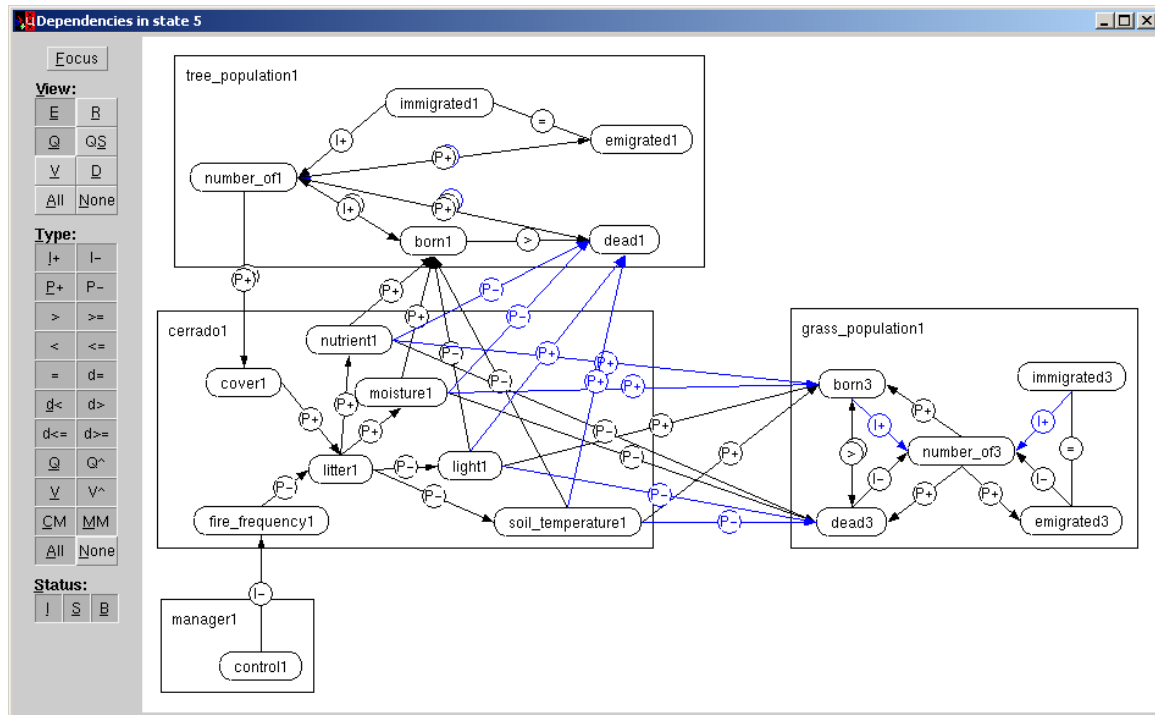 Dependencies in state 5
Focus
View:
E R
Q QS
V D
All None
Type:
I+ I-
P+ P-
> >=
< <=
= d=
d< d>
d<= d>=
Q Q^
V V^
CM MM
All None
Status:
I S B
tree_population1
immigrated1
I+
=
emigrated1
P+
number_of1
I+
P+
born1
>
dead1
P+
cerrado1
P+
P-
nutrient1
P+
P-
P-
P+
P+
P+
P-
P+
cover1
moisture1
P+
P+
P+
P+
P-
P+
P-
litter1
P-
light1
P+
P-
P-
P-
P-
fire_frequency1
soil_temperature1
P-
grass_population1
born3
immigrated3
P+
I+
I+
>
number_of3
=
I-
I-
P+
P+
dead3
emigrated3
I-
manager1
control1